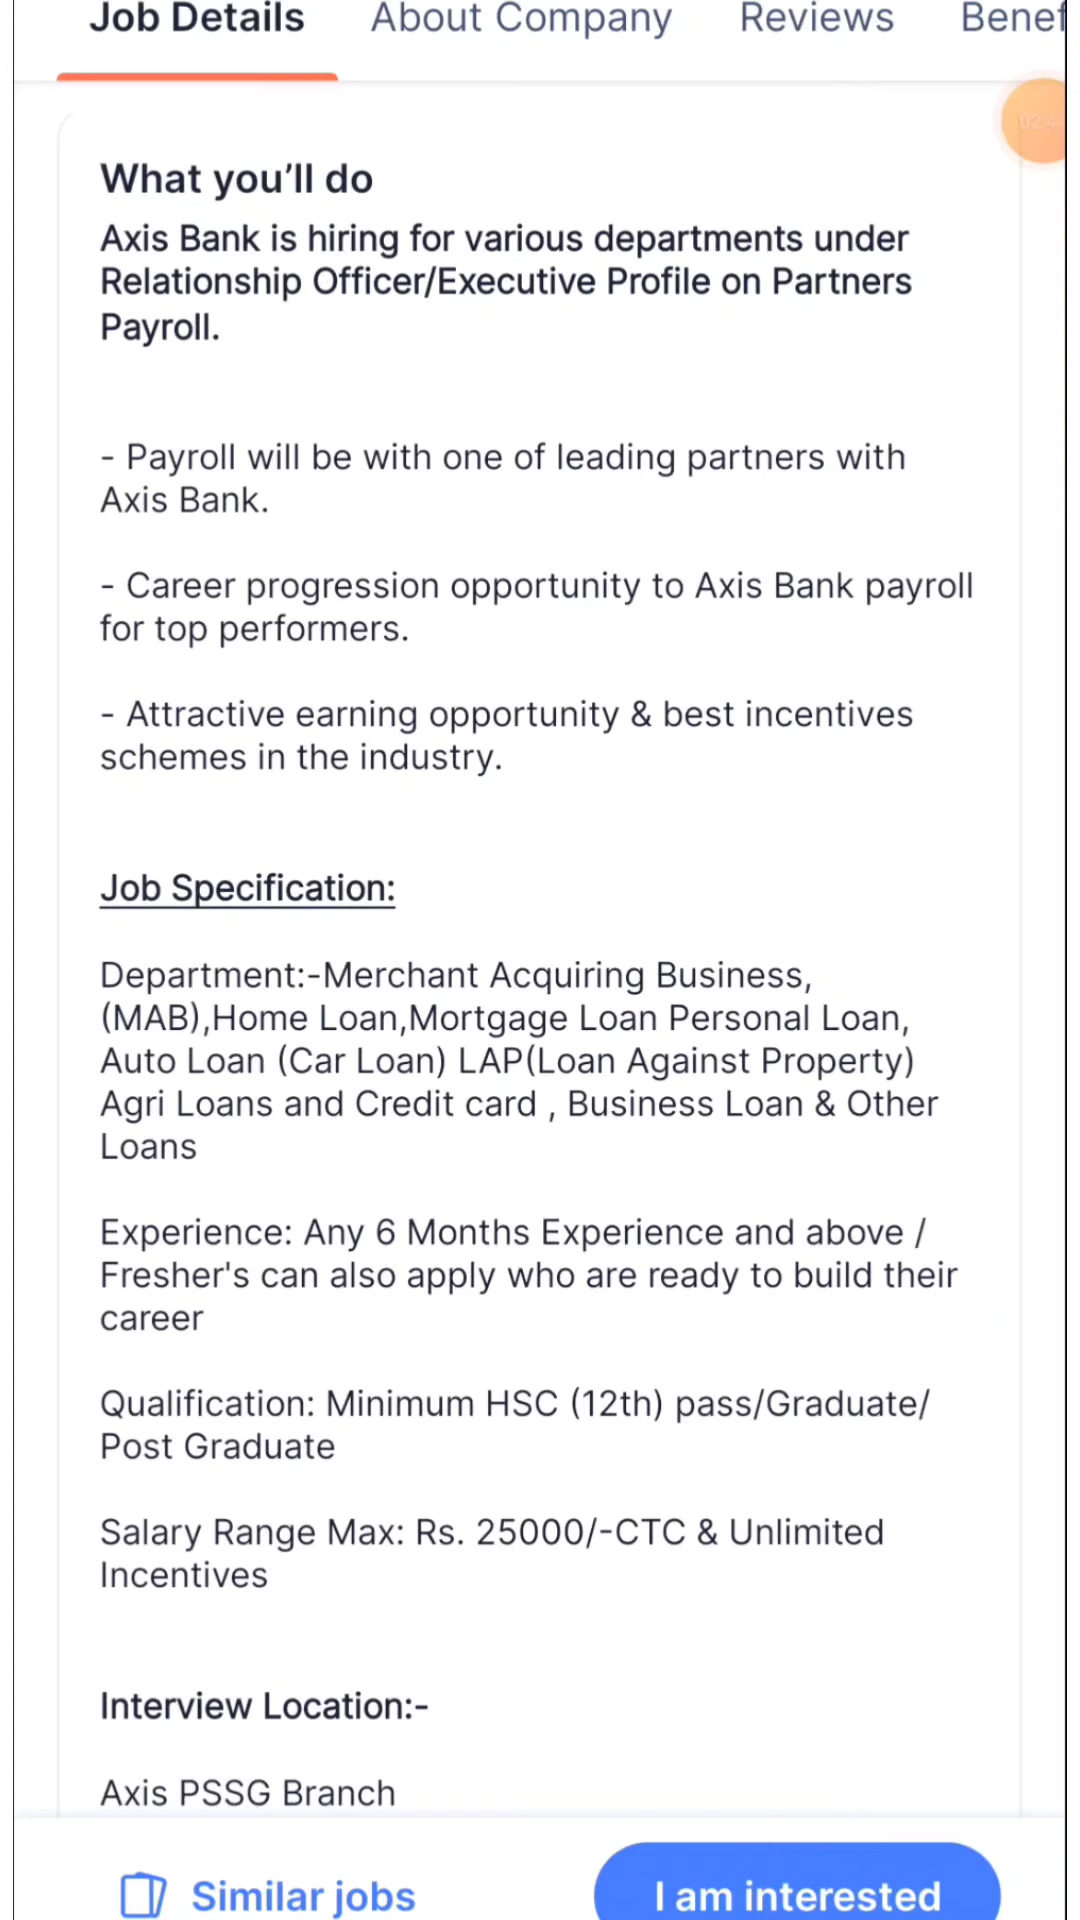 Job Details About Company Reviews Benef
02:4
What you’ll do
Axis Bank is hiring for various departments under
Relationship Officer/Executive Profile on Partners
Payroll.
- Payroll will be with one of leading partners with
Axis Bank.
- Career progression opportunity to Axis Bank payroll
for top performers.
- Attractive earning opportunity & best incentives
schemes in the industry.
Job Specification:
Department:-Merchant Acquiring Business,
(MAB),Home Loan,Mortgage Loan Personal Loan,
Auto Loan (Car Loan) LAP(Loan Against Property)
Agri Loans and Credit card , Business Loan & Other
Loans
Experience: Any 6 Months Experience and above /
Fresher's can also apply who are ready to build their
career
Qualification: Minimum HSC (12th) pass/Graduate/
Post Graduate
Salary Range Max: Rs. 25000/-CTC & Unlimited
Incentives
Interview Location:-
Axis PSSG Branch
Similar jobs I am interested